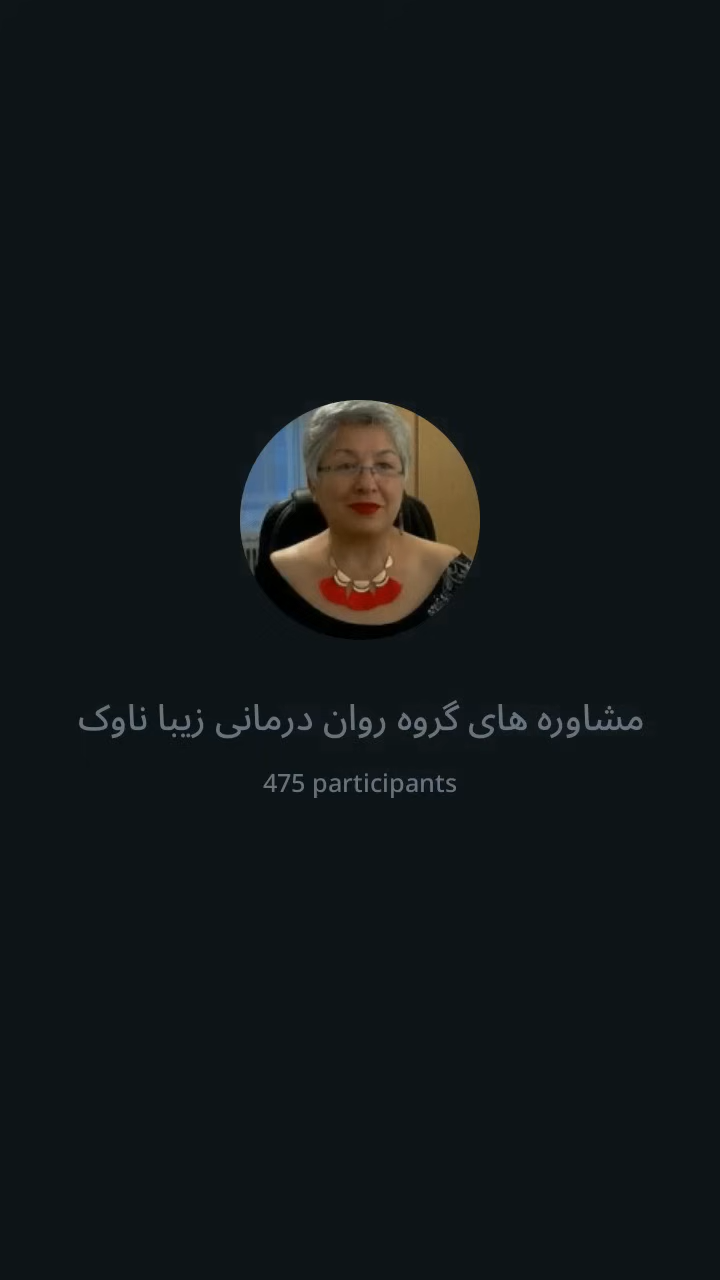 مشاوره های گروه روان درمانی زیبا ناوک
475 participants